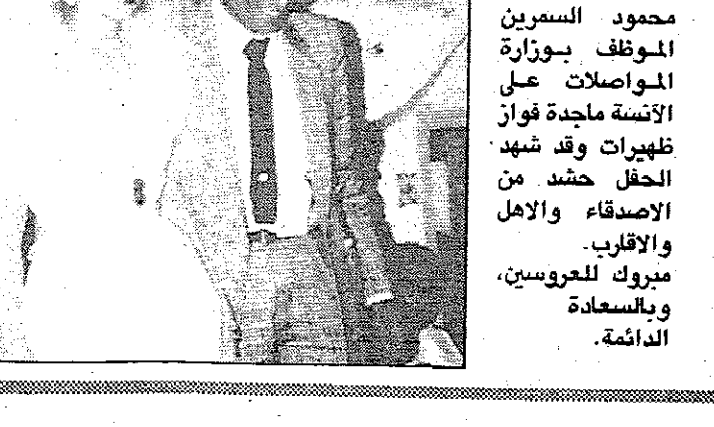 محمود السمرين
الموظف بوزارة
المواصلات على
الآنسة ماجدة فواز
ظهيرات وقد شهد
الحفل حشد من
الاصدقاء والاهل
والاقارب.
مبروك للعروسين،
وبالسعادة
الدائمة.